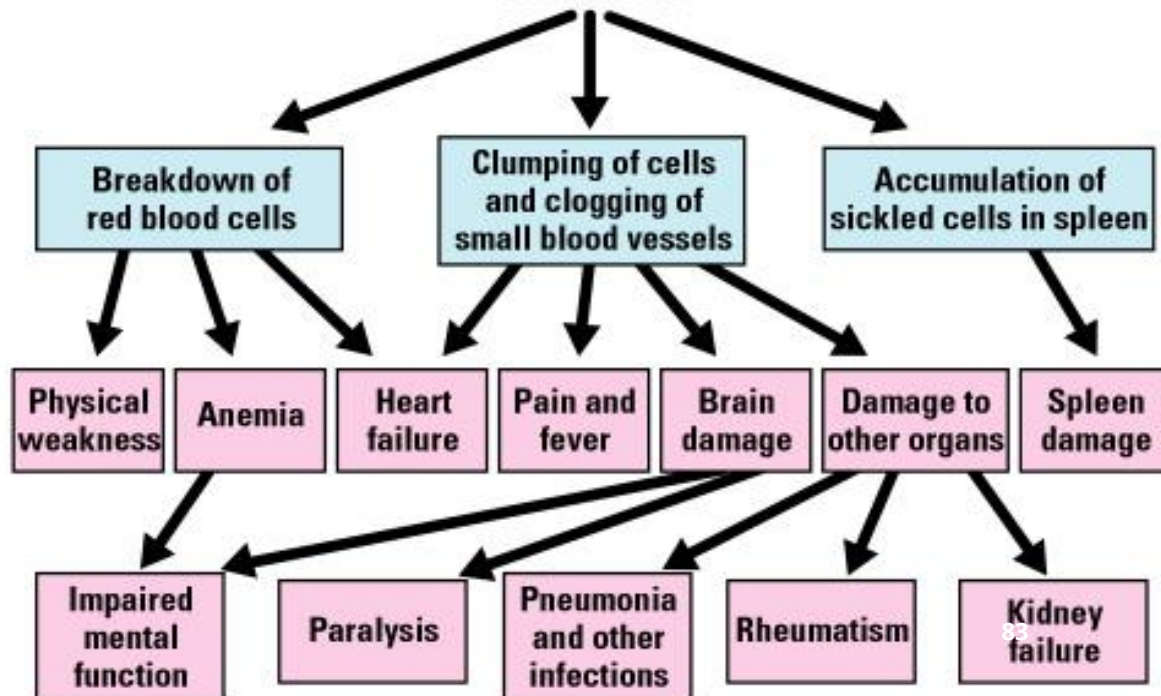 Breakdown of
red blood cells
Clumping of cells
and clogging of
small blood vessels
Accumulation of
sickled cells in spleen
Physical
weakness
Anemia
Heart
failure
Pain and
fever
Brain
damage
Damage to
other organs
Spleen
damage
Impaired
mental
function
Paralysis
Pneumonia
and other
infections
Rheumatism
Kidney
failure
83